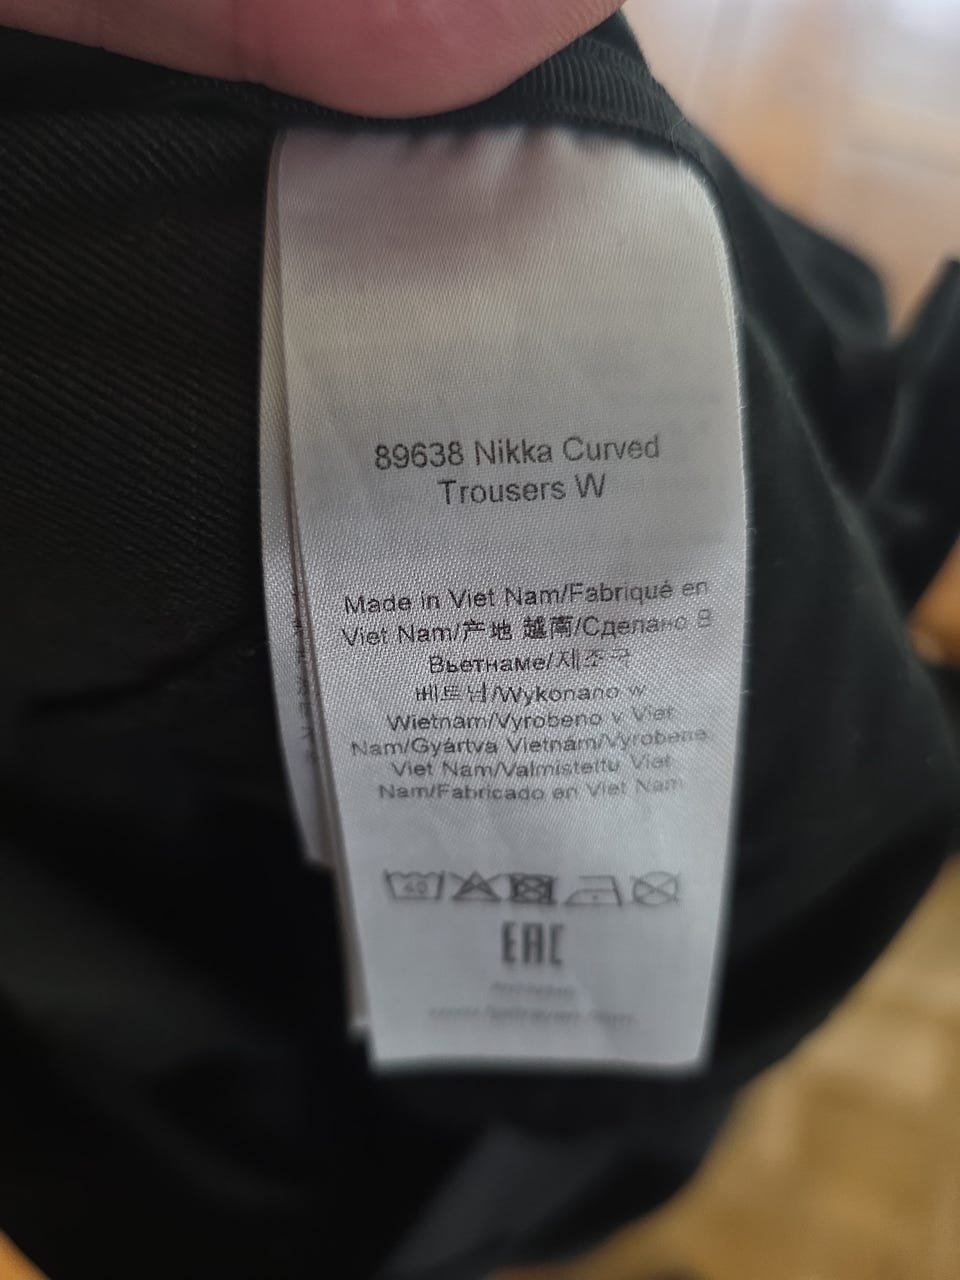 89638 Nikka Curved
Trousers W
Made in Viet Nam/Fabriqué en
Viet Nam/产地 越南/Сделано В
Вьетнаме/제조국
베트남/Wykonano w
Wietnam/Vyrobeno v Viet
Nam/Gyártva Vietnám/Vyrobené
Viet Nam/Valmistettu Viet
Nam/Fabricado en Viet Nam
40
EAC